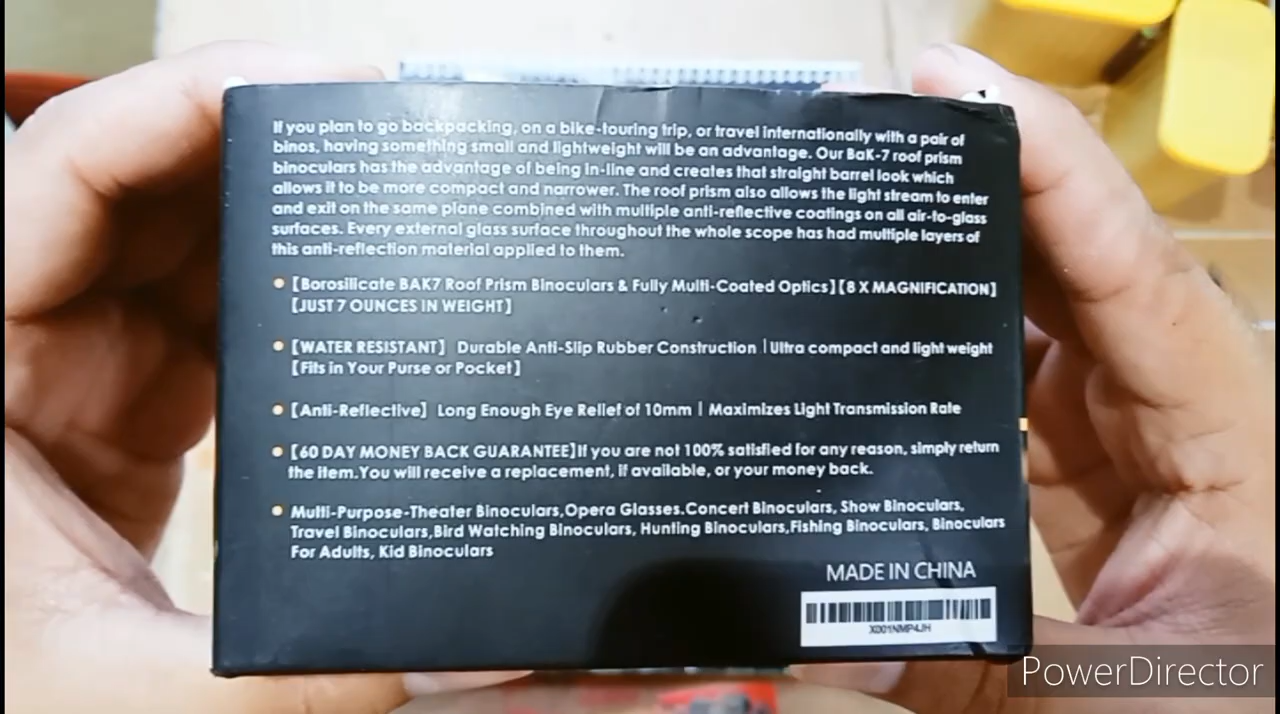 If you plan to go backpacking, on a bike-touring trip, or travel internationally with a pair of
binos, having something small and lightweight will be an advantage. Our BaK-7 roof prism
binoculars has the advantage of being in-line and creates that straight barrel look which
allows it to be more compact and narrower. The roof prism also allows the light stream to enter
and exit on the same plane combined with multiple anti-reflective coatings on all air-to-glass
surfaces. Every external glass surface throughout the whole scope has had multiple layers of
this anti-reflection material applied to them.
• 【Borosilicate BAK7 Roof Prism Binoculars & Fully Multi-Coated Optics】【8 X MAGNIFICATION】
【JUST 7 OUNCES IN WEIGHT】
• 【WATER RESISTANT】 Durable Anti-Slip Rubber Construction | Ultra compact and light weight
【Fits in Your Purse or Pocket】
• 【Anti-Reflective】 Long Enough Eye Relief of 10mm | Maximizes Light Transmission Rate
• 【60 DAY MONEY BACK GUARANTEE】If you are not 100% satisfied for any reason, simply return
the item.You will receive a replacement, if available, or your money back.
• Multi-Purpose-Theater Binoculars,Opera Glasses.Concert Binoculars, Show Binoculars,
Travel Binoculars,Bird Watching Binoculars, Hunting Binoculars,Fishing Binoculars, Binoculars
For Adults, Kid Binoculars
MADE IN CHINA
X001NMP4JH
PowerDirector